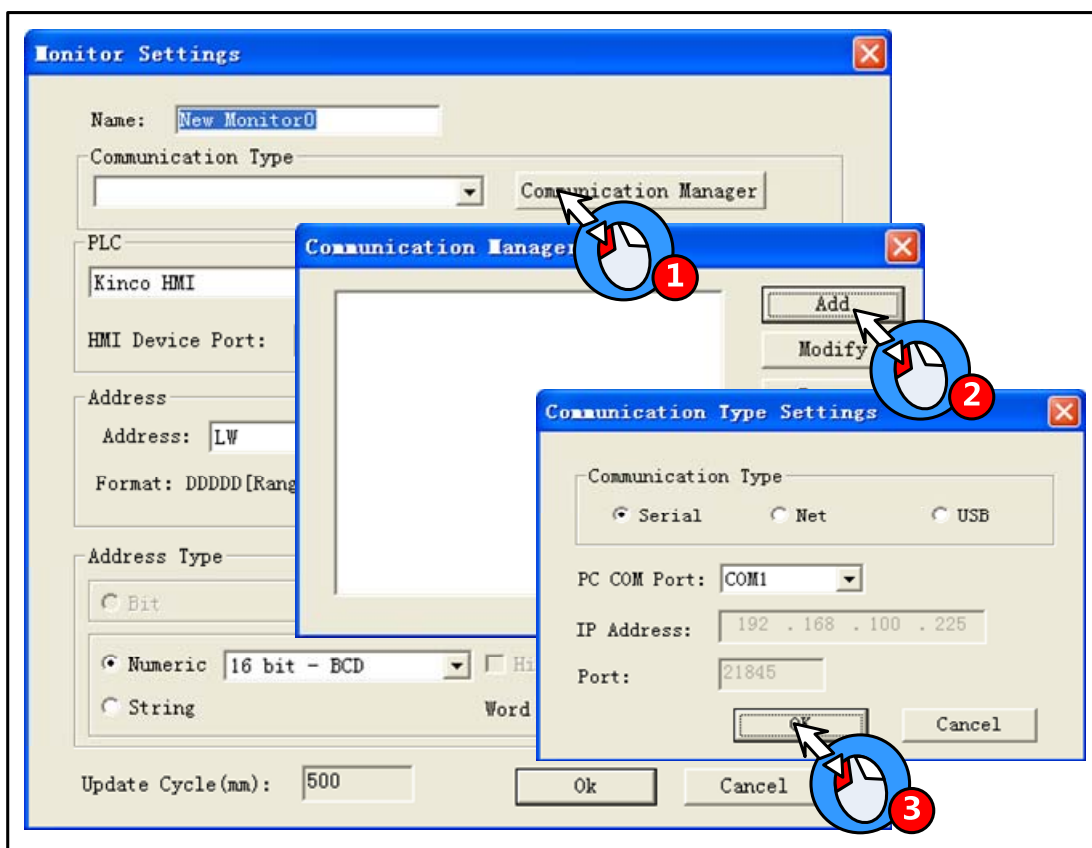 Monitor Settings
Name: New Monitor0
Communication Type
Communication Manager
PLC
Kinco HMI
HMI Device Port:
Address
Address: LW
Format: DDDDD[Rang
Address Type
Bit
Numeric 16 bit - BCD Hi
String Word
Update Cycle(mm): 500 Ok Cancel
Communication Manager
1
Add
Modify
2
Communication Type Settings
Communication Type
Serial Net USB
PC COM Port: COM1
IP Address: 192 . 168 . 100 . 225
Port: 21845
OK Cancel
3